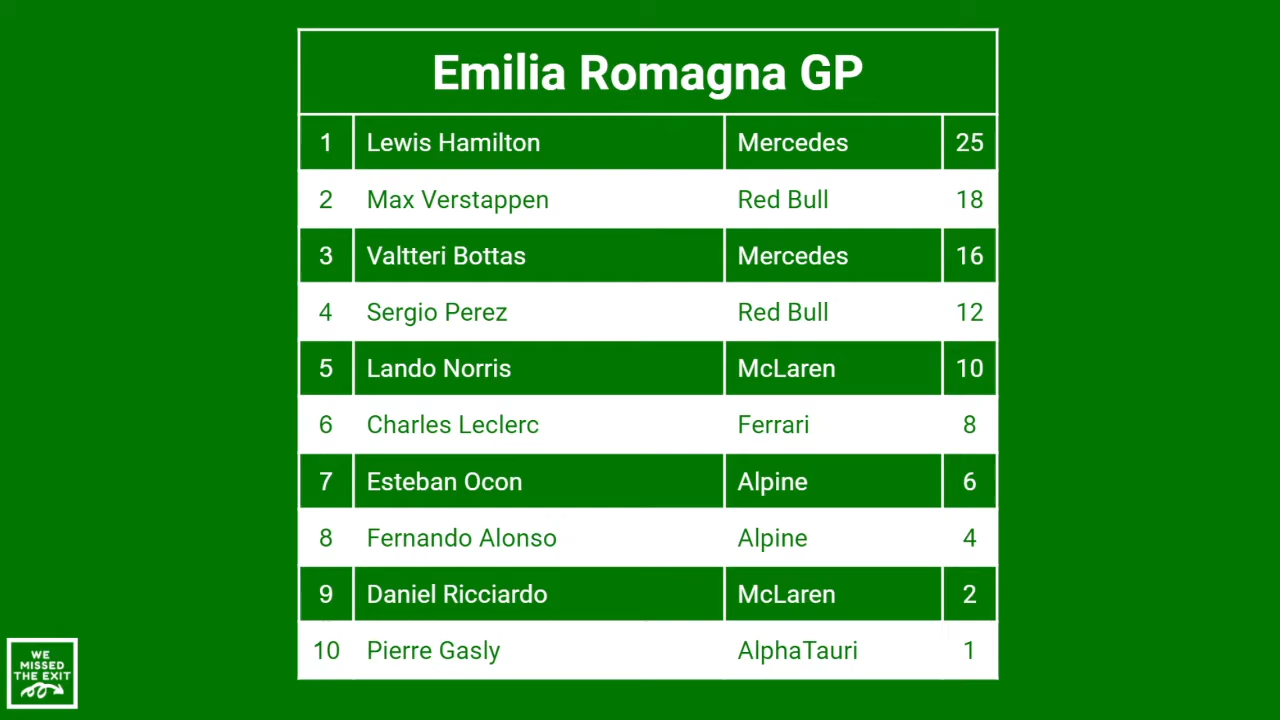 Emilia Romagna GP
1 Lewis Hamilton Mercedes 25
2 Max Verstappen Red Bull 18
3 Valtteri Bottas Mercedes 16
4 Sergio Perez Red Bull 12
5 Lando Norris McLaren 10
6 Charles Leclerc Ferrari 8
7 Esteban Ocon Alpine 6
8 Fernando Alonso Alpine 4
9 Daniel Ricciardo McLaren 2
10 Pierre Gasly AlphaTauri 1
WE
MISSED
THE EXIT